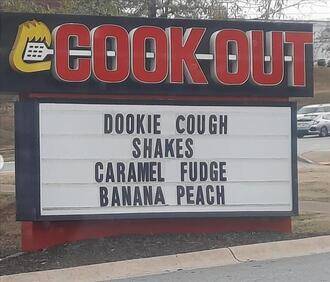 COOK-OUT
DOOKIE COUGH
SHAKES
CARAMEL FUDGE
BANANA PEACH